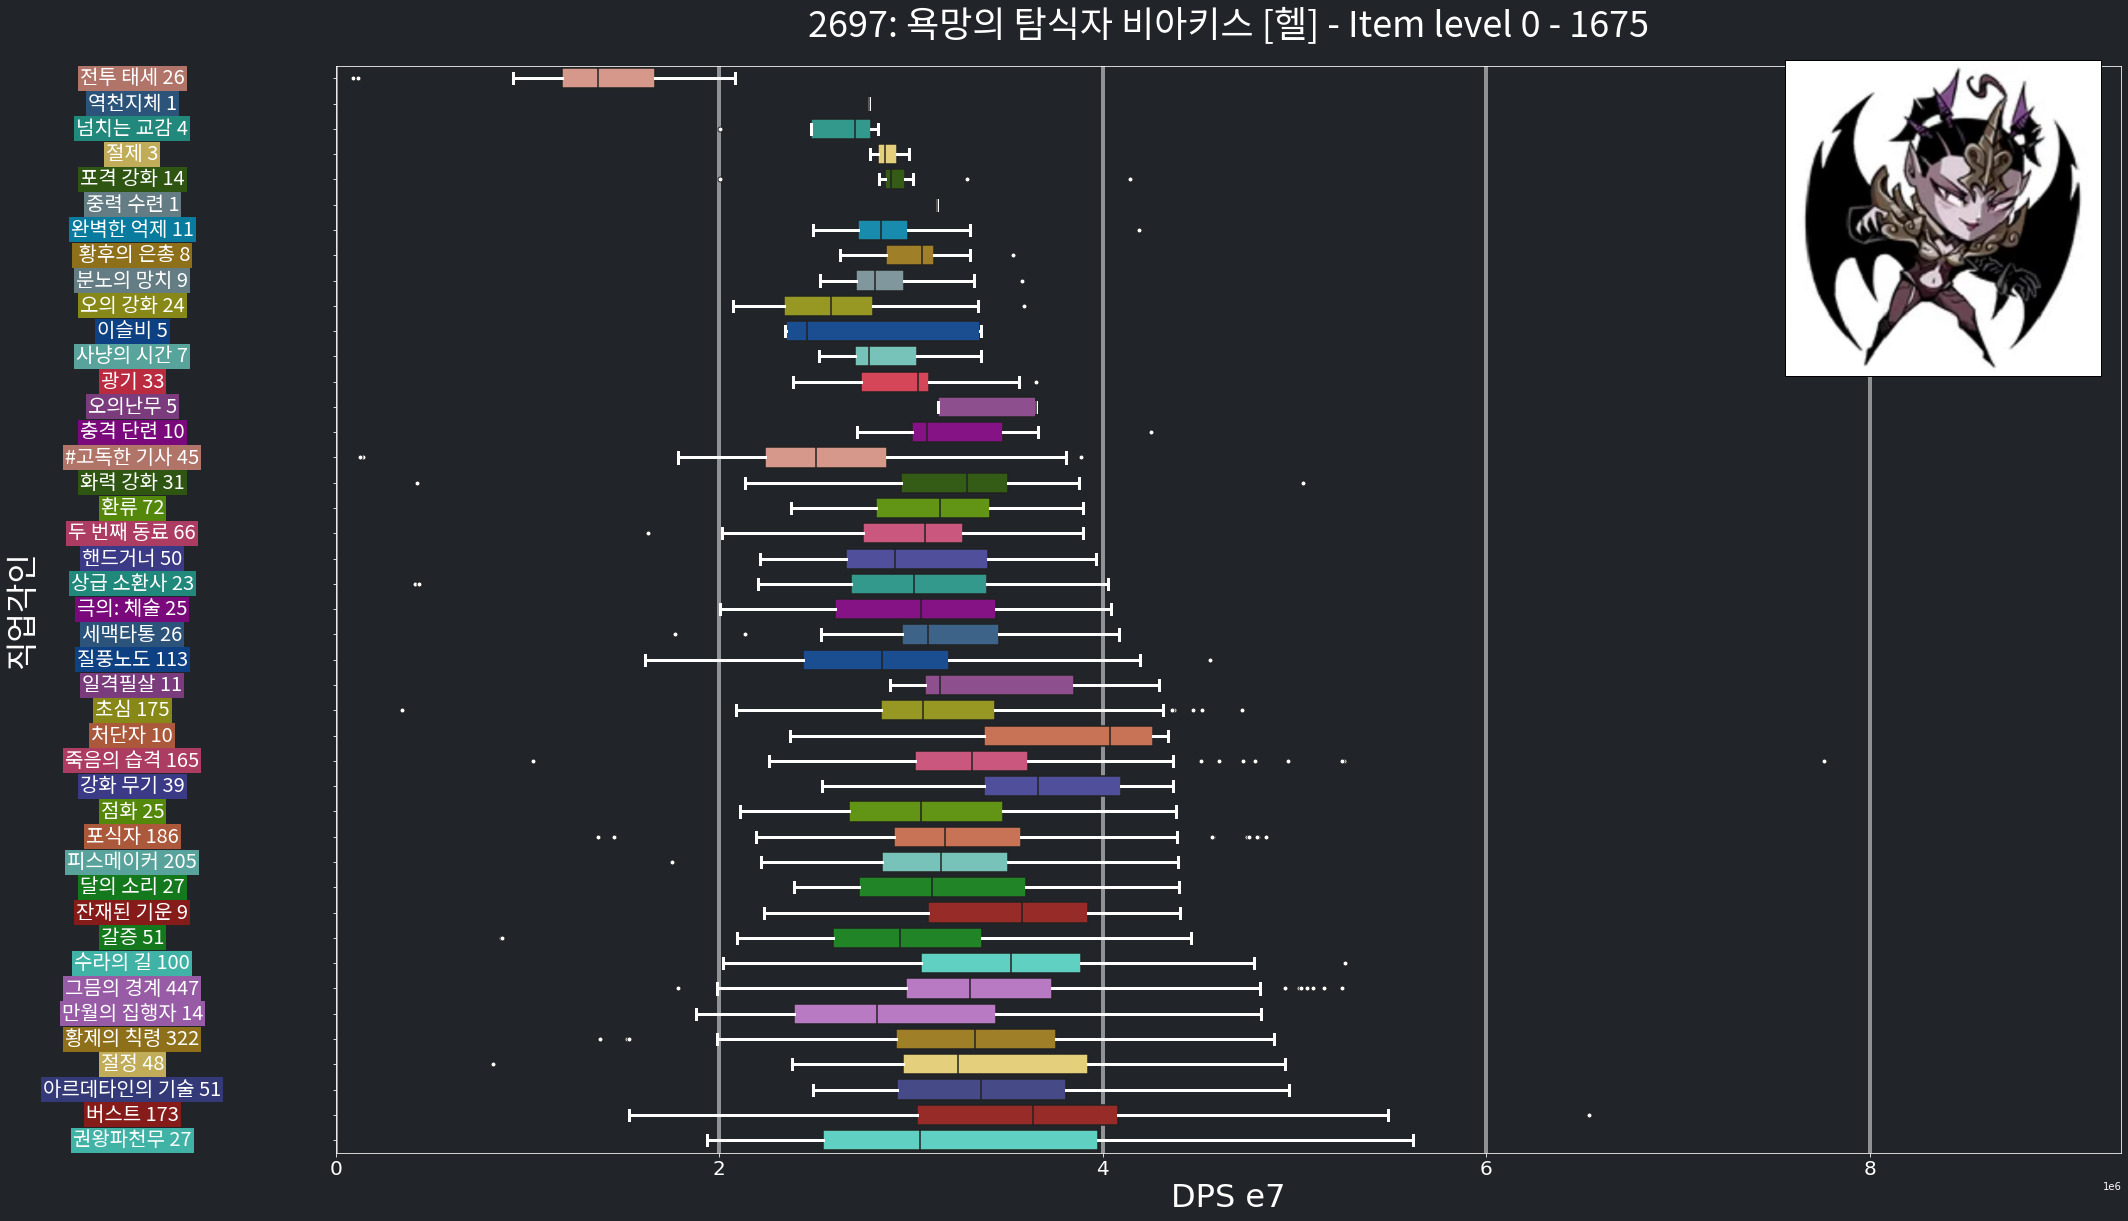 2697: 욕망의 탐식자 비아키스 [헬] - Item level 0 - 1675
전투 태세 26
역천지체 1
넘치는 교감 4
절제 3
포격 강화 14
중력 수련 1
완벽한 억제 11
황후의 은총 8
분노의 망치 9
오의 강화 24
이슬비 5
사냥의 시간 7
광기 33
오의난무 5
충격 단련 10
#고독한 기사 45
화력 강화 31
환류 72
두 번째 동료 66
핸드거너 50
상급 소환사 23
극의: 체술 25
세맥타통 26
질풍노도 113
일격필살 11
초심 175
처단자 10
죽음의 습격 165
강화 무기 39
점화 25
포식자 186
피스메이커 205
달의 소리 27
잔재된 기운 9
갈증 51
수라의 길 100
그믐의 경계 447
만월의 집행자 14
황제의 칙령 322
절정 48
아르데타인의 기술 51
버스트 173
권왕파천무 27
직업각인
0 2 4 6 8
1e6
DPS e7